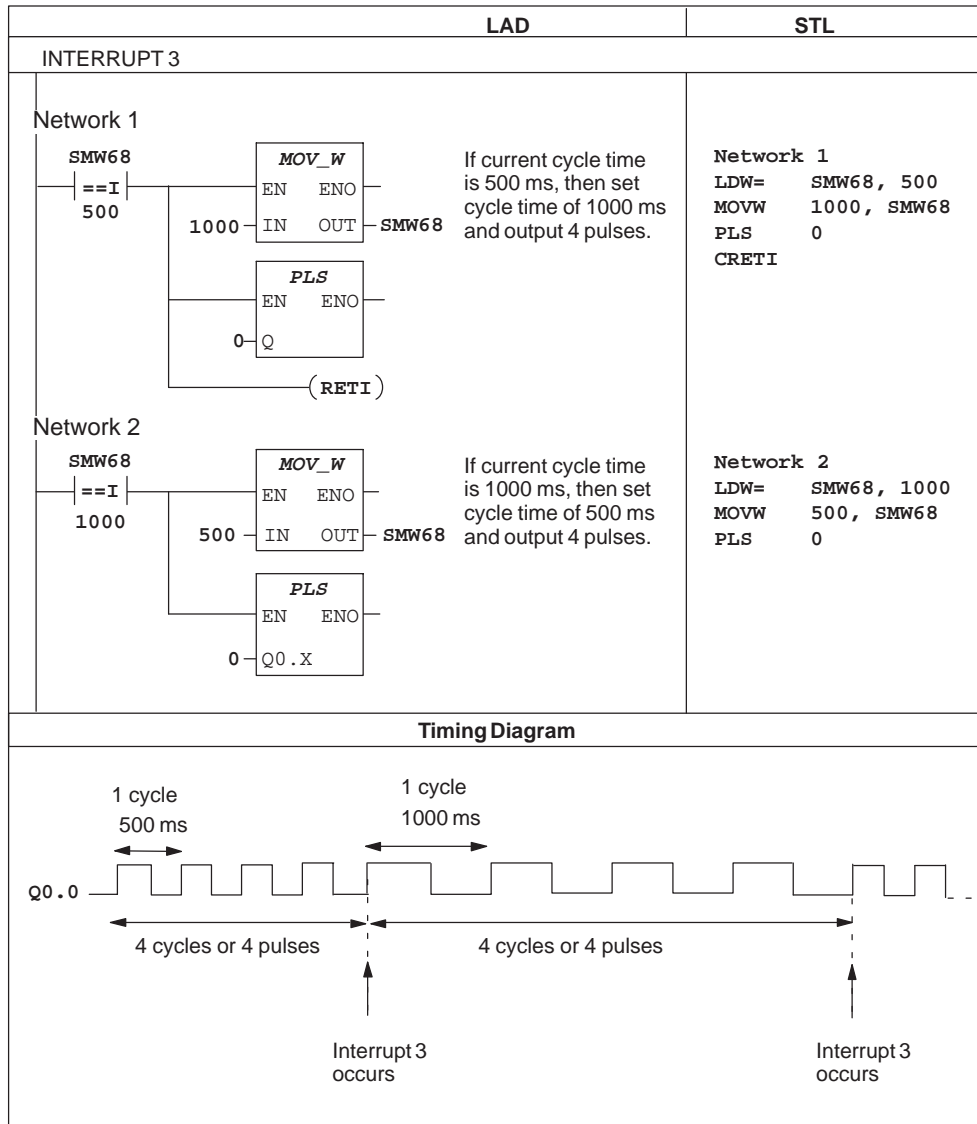 LAD STL
INTERRUPT 3
Network 1
SMW68
==I
500
MOV_W
EN ENO
1000 IN OUT SMW68
PLS
EN ENO
0 Q
(RETI)
If current cycle time
is 500 ms, then set
cycle time of 1000 ms
and output 4 pulses.
Network 1
LDW= SMW68, 500
MOVW 1000, SMW68
PLS 0
CRETI
Network 2
SMW68
==I
1000
MOV_W
EN ENO
500 IN OUT SMW68
PLS
EN ENO
0 Q0.X
If current cycle time
is 1000 ms, then set
cycle time of 500 ms
and output 4 pulses.
Network 2
LDW= SMW68, 1000
MOVW 500, SMW68
PLS 0
Timing Diagram
1 cycle
500 ms
1 cycle
1000 ms
Q0.0
4 cycles or 4 pulses
4 cycles or 4 pulses
Interrupt 3
occurs
Interrupt 3
occurs